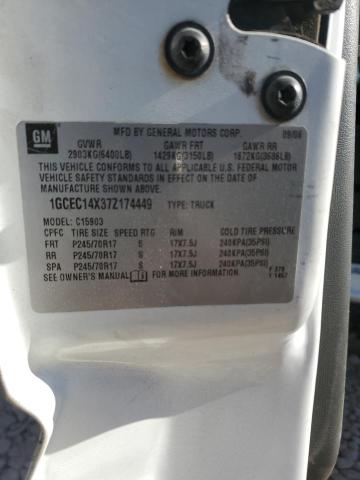 GM
MFD BY GENERAL MOTORS CORP. 09/06
GVWR GAWR FRT GAWR RR
2903KG(6400LB) 1429KG(3150LB) 1672KG(3686LB)
THIS VEHICLE CONFORMS TO ALL APPLICABLE U.S. FEDERAL MOTOR
VEHICLE SAFETY STANDARDS IN EFFECT ON THE DATE OF
MANUFACTURE SHOWN ABOVE.
1GCEC14X37Z174449 TYPE: TRUCK
MODEL: C15903
CPFC TIRE SIZE SPEED RTG RIM COLD TIRE PRESSURE
FRT P245/70R17 S 17X7.5J 240KPA(35PSI)
RR P245/70R17 S 17X7.5J 240KPA(35PSI)
SPA P245/70R17 S 17X7.5J 240KPA(35PSI)
SEE OWNER'S MANUAL FOR MORE INFORMATION.